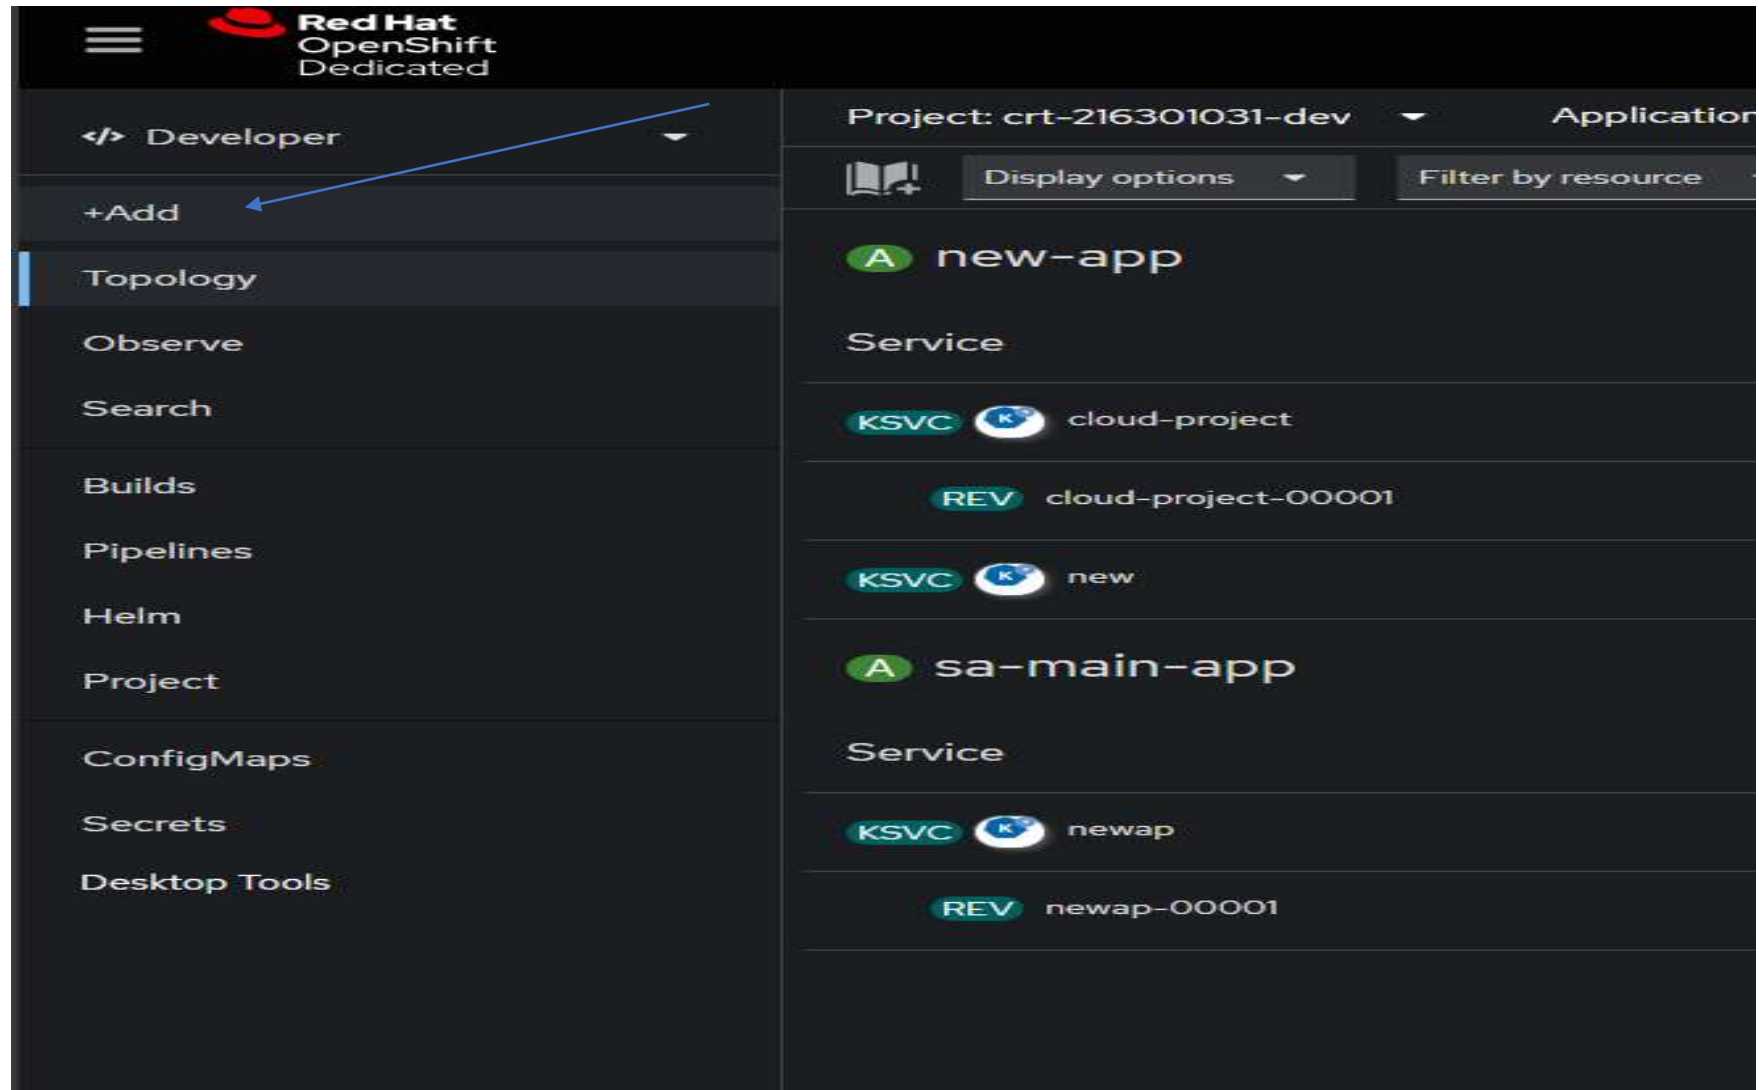 Red Hat
OpenShift
Dedicated
</> Developer
+Add
Topology
Observe
Search
Builds
Pipelines
Helm
Project
ConfigMaps
Secrets
Desktop Tools
Project: crt-216301031-dev
Application
Display options
Filter by resource
A new-app
Service
KSVC K cloud-project
REV cloud-project-00001
KSVC K new
A sa-main-app
Service
KSVC K newap
REV newap-00001